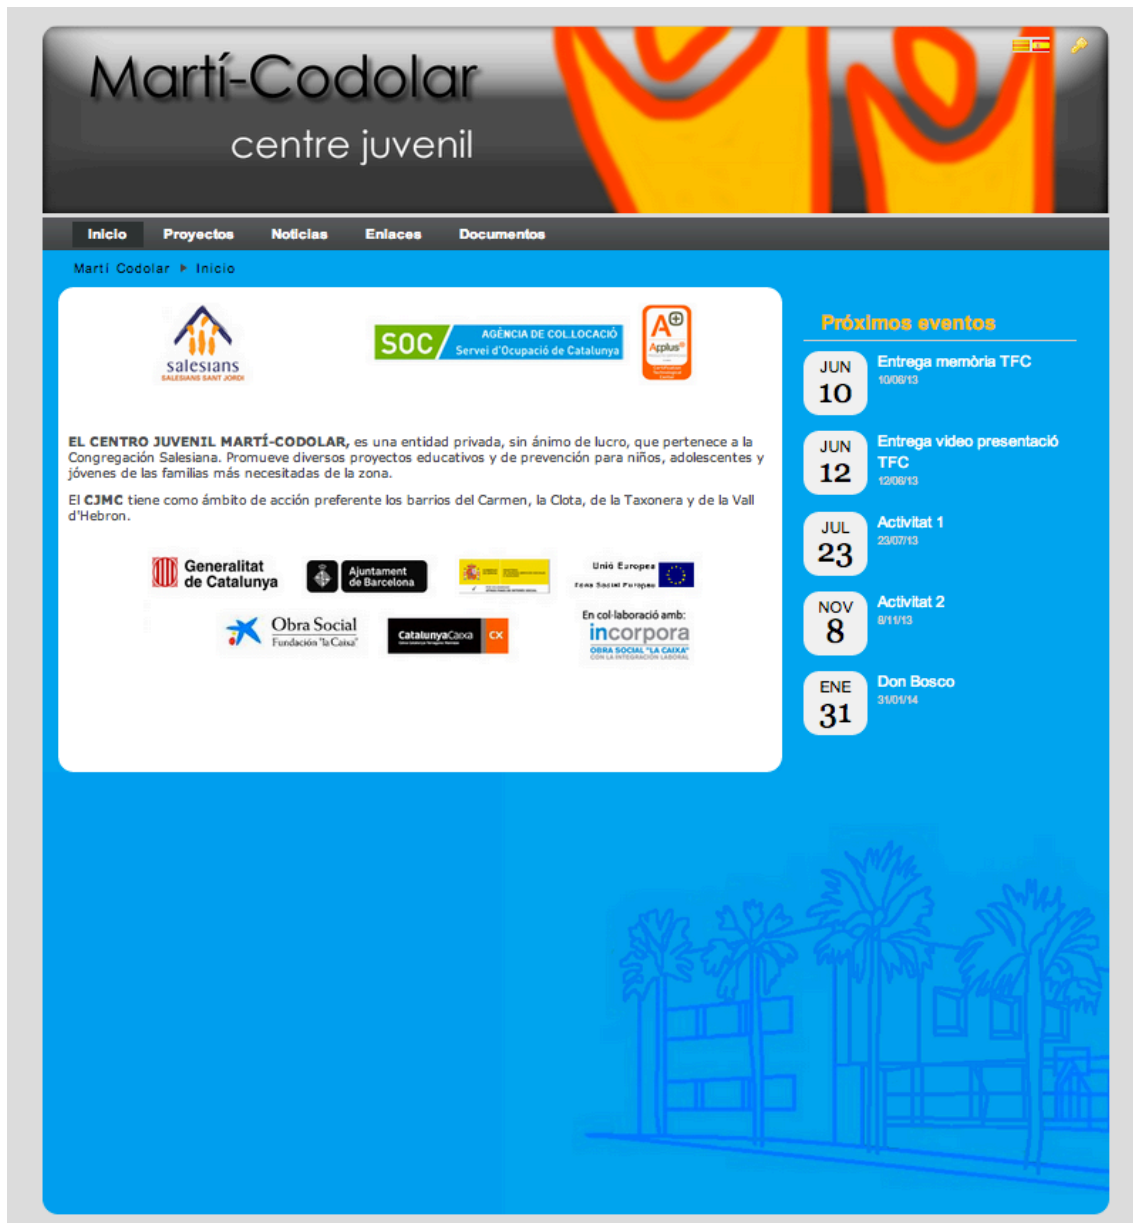 Martí-Codolar
centre juvenil
Inicio Proyectos Noticias Enlaces Documentos
Martí Codolar Inicio
salesians
SALESIANS SANT JORDI
SOC
AGÈNCIA DE COL.LOCACIÓ
Servei d'Ocupació de Catalunya
A+
Applus+
EL CENTRO JUVENIL MARTÍ-CODOLAR, es una entidad privada, sin ánimo de lucro, que pertenece a la
Congregación Salesiana. Promueve diversos proyectos educativos y de prevención para niños, adolescentes y
jóvenes de las familias más necesitadas de la zona.
El CJMC tiene como ámbito de acción preferente los barrios del Carmen, la Clota, de la Taxonera y de la Vall
d'Hebron.
Generalitat
de Catalunya
Ajuntament
de Barcelona
Unió Europea
Fons Social Europeu
Obra Social
Fundación "la Caixa"
CatalunyaCaixa CX
En col·laboració amb:
incorpora
OBRA SOCIAL "LA CAIXA"
CON LA INTEGRACIÓN LABORAL
Próximos eventos
JUN
10
Entrega memòria TFC
10/06/13
JUN
12
Entrega video presentació
TFC
12/06/13
JUL
23
Activitat 1
23/07/13
NOV
8
Activitat 2
8/11/13
ENE
31
Don Bosco
31/01/14